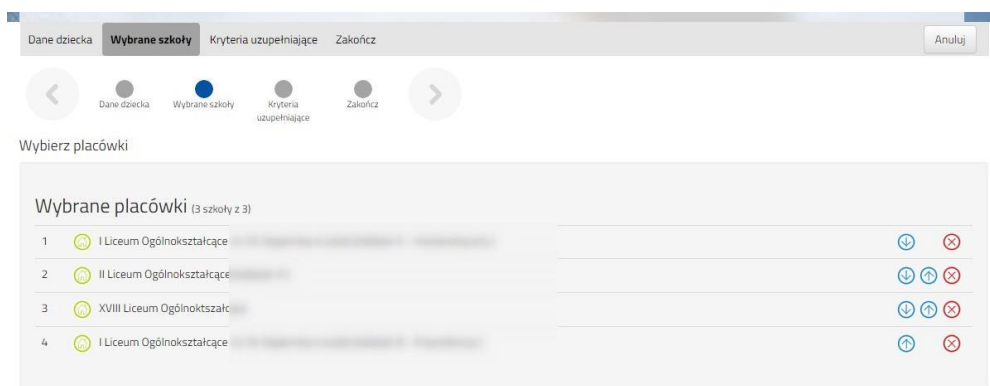 Dane dziecka Wybrane szkoły Kryteria uzupełniające Zakończ Anuluj
Dane dziecka Wybrane szkoły Kryteria uzupełniające Zakończ
Wybierz placówki
Wybrane placówki (3 szkoły z 3)
1 I Liceum Ogólnokształcące
2 II Liceum Ogólnokształcące
3 XVIII Liceum Ogólnoktszałc
4 I Liceum Ogólnokształcące